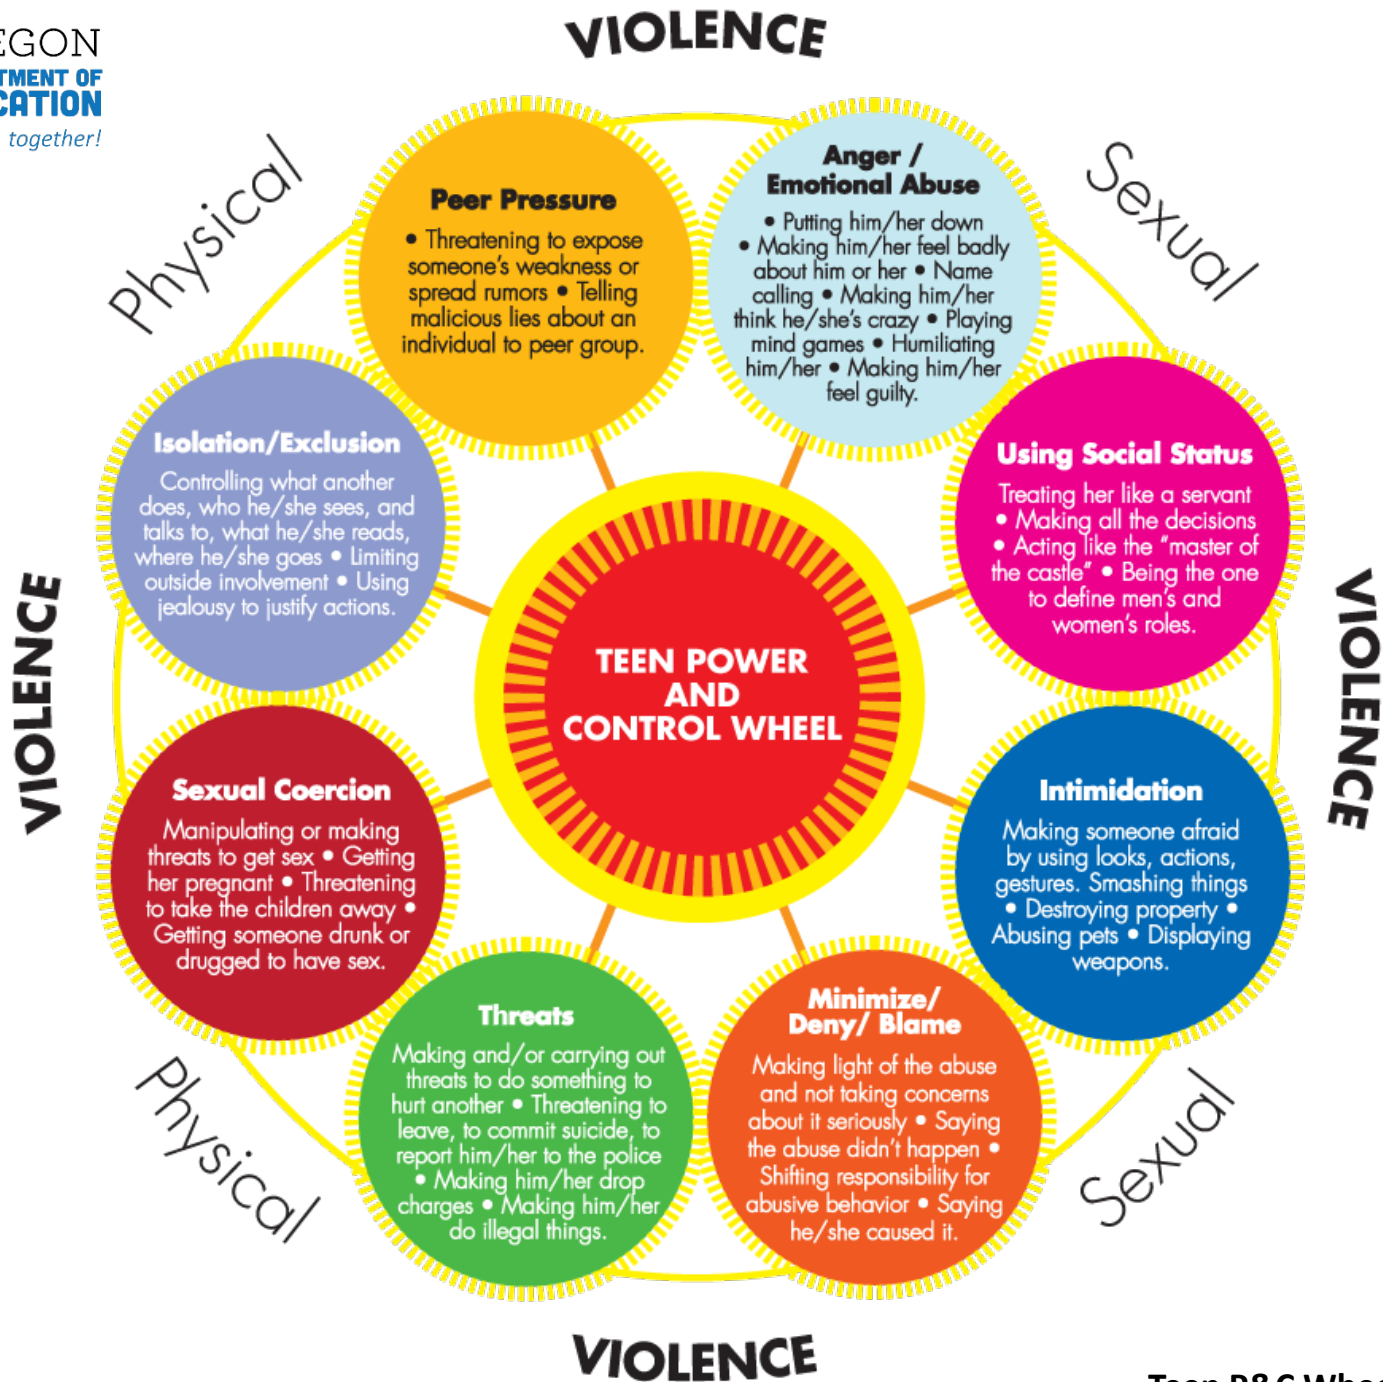 VIOLENCE
EGON
TMENT OF
CATION
together!
Physical
Sexual
Peer Pressure
• Threatening to expose
someone's weakness or
spread rumors • Telling
malicious lies about an
individual to peer group.
Anger /
Emotional Abuse
• Putting him/her down
• Making him/her feel badly
about him or her • Name
calling • Making him/her
think he/she's crazy • Playing
mind games • Humiliating
him/her • Making him/her
feel guilty.
Isolation/Exclusion
Controlling what another
does, who he/she sees, and
talks to, what he/she reads,
where he/she goes • Limiting
outside involvement • Using
jealousy to justify actions.
Using Social Status
Treating her like a servant
• Making all the decisions
• Acting like the "master of
the castle" • Being the one
to define men's and
women's roles.
VIOLENCE
TEEN POWER
AND
CONTROL WHEEL
VIOLENCE
Sexual Coercion
Manipulating or making
threats to get sex • Getting
her pregnant • Threatening
to take the children away •
Getting someone drunk or
drugged to have sex.
Intimidation
Making someone afraid
by using looks, actions,
gestures. Smashing things
• Destroying property •
Abusing pets • Displaying
weapons.
Threats
Making and/or carrying out
threats to do something to
hurt another • Threatening to
leave, to commit suicide, to
report him/her to the police
• Making him/her drop
charges • Making him/her
do illegal things.
Minimize/
Deny/ Blame
Making light of the abuse
and not taking concerns
about it seriously • Saying
the abuse didn't happen •
Shifting responsibility for
abusive behavior • Saying
he/she caused it.
Physical
Sexual
VIOLENCE
Teen P&C Whee